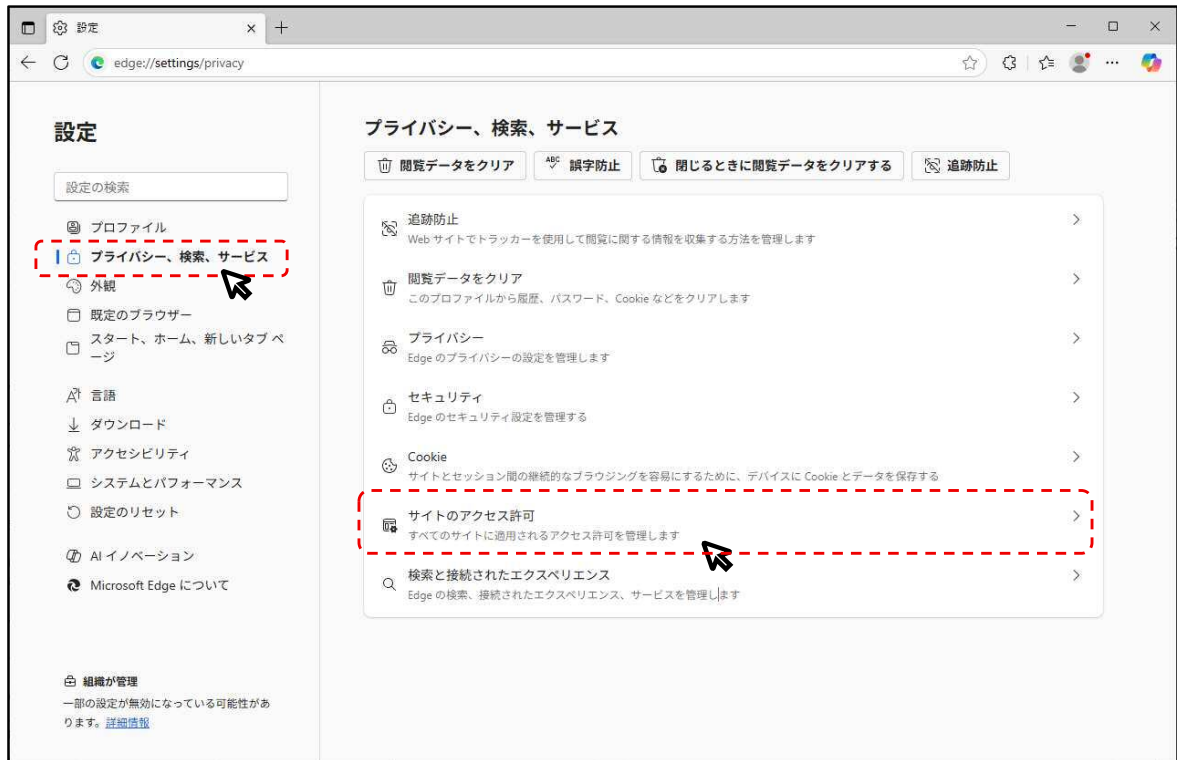 設定
edge://settings/privacy
設定
設定の検索
プロファイル
プライバシー、検索、サービス
外観
既定のブラウザー
スタート、ホーム、新しいタブ ペ
ージ
言語
ダウンロード
アクセシビリティ
システムとパフォーマンス
設定のリセット
AI イノベーション
Microsoft Edge について
組織が管理
一部の設定が無効になっている可能性があ
ります。詳細情報
プライバシー、検索、サービス
閲覧データをクリア
ABC 誤字防止
閉じるときに閲覧データをクリアする
追跡防止
追跡防止
Web サイトでトラッカーを使用して閲覧に関する情報を収集する方法を管理します
閲覧データをクリア
このプロファイルから履歴、パスワード、Cookie などをクリアします
プライバシー
Edge のプライバシーの設定を管理します
セキュリティ
Edge のセキュリティ設定を管理する
Cookie
サイトとセッション間の継続的なブラウジングを容易にするために、デバイスに Cookie とデータを保存する
サイトのアクセス許可
すべてのサイトに適用されるアクセス許可を管理します
検索と接続されたエクスペリエンス
Edge の検索、接続されたエクスペリエンス、サービスを管理します